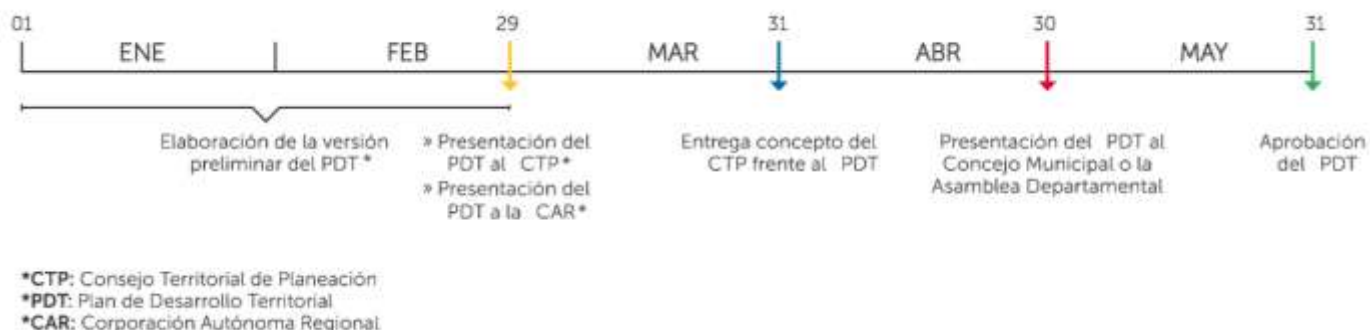 01 29 31 30 31
ENE FEB MAR ABR MAY
Elaboración de la versión
preliminar del PDT*
» Presentación del
PDT al CTP*
» Presentación del
PDT a la CAR*
Entrega concepto del
CTP frente al PDT
Presentación del PDT al
Concejo Municipal o la
Asamblea Departamental
Aprobación
del PDT
*CTP: Consejo Territorial de Planeación
*PDT: Plan de Desarrollo Territorial
*CAR: Corporación Autónoma Regional